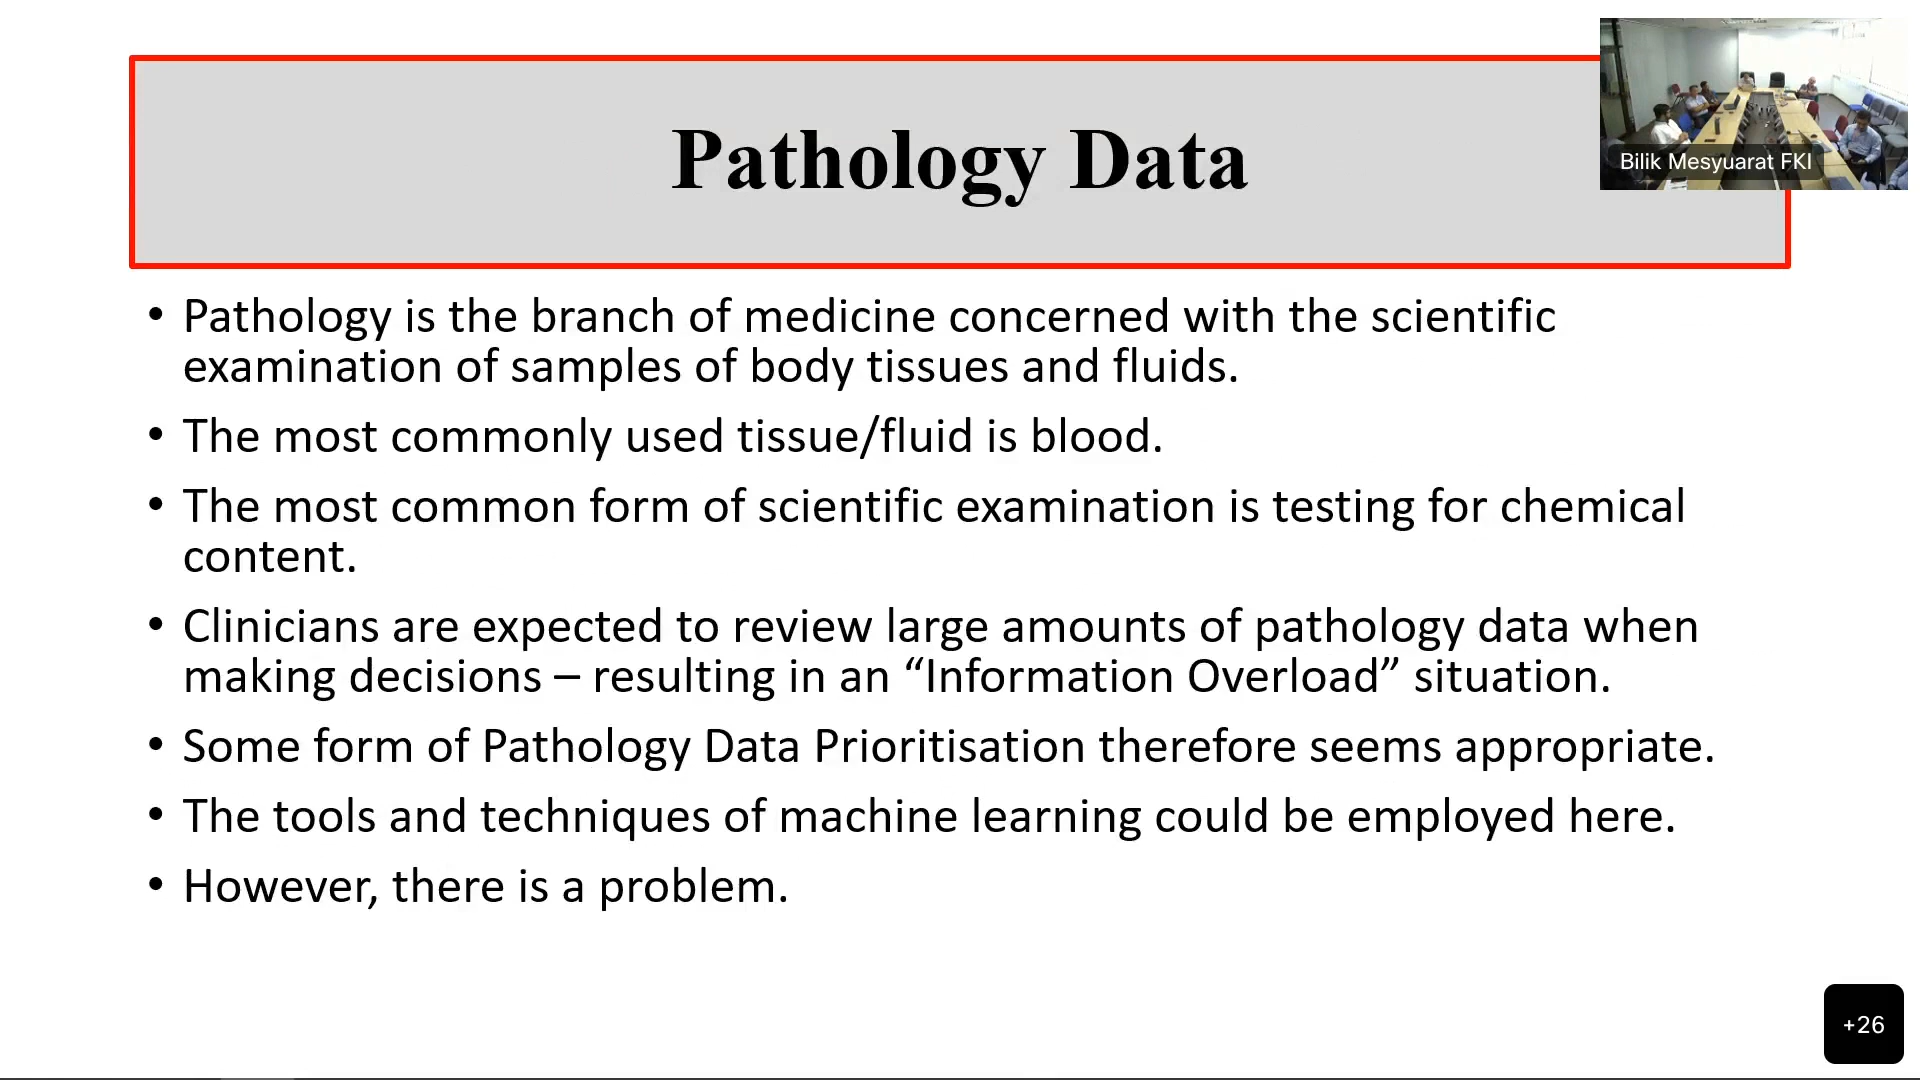 Pathology Data
Bilik Mesyuarat FKI
• Pathology is the branch of medicine concerned with the scientific
examination of samples of body tissues and fluids.
• The most commonly used tissue/fluid is blood.
• The most common form of scientific examination is testing for chemical
content.
• Clinicians are expected to review large amounts of pathology data when
making decisions – resulting in an “Information Overload” situation.
• Some form of Pathology Data Prioritisation therefore seems appropriate.
• The tools and techniques of machine learning could be employed here.
• However, there is a problem.
+26